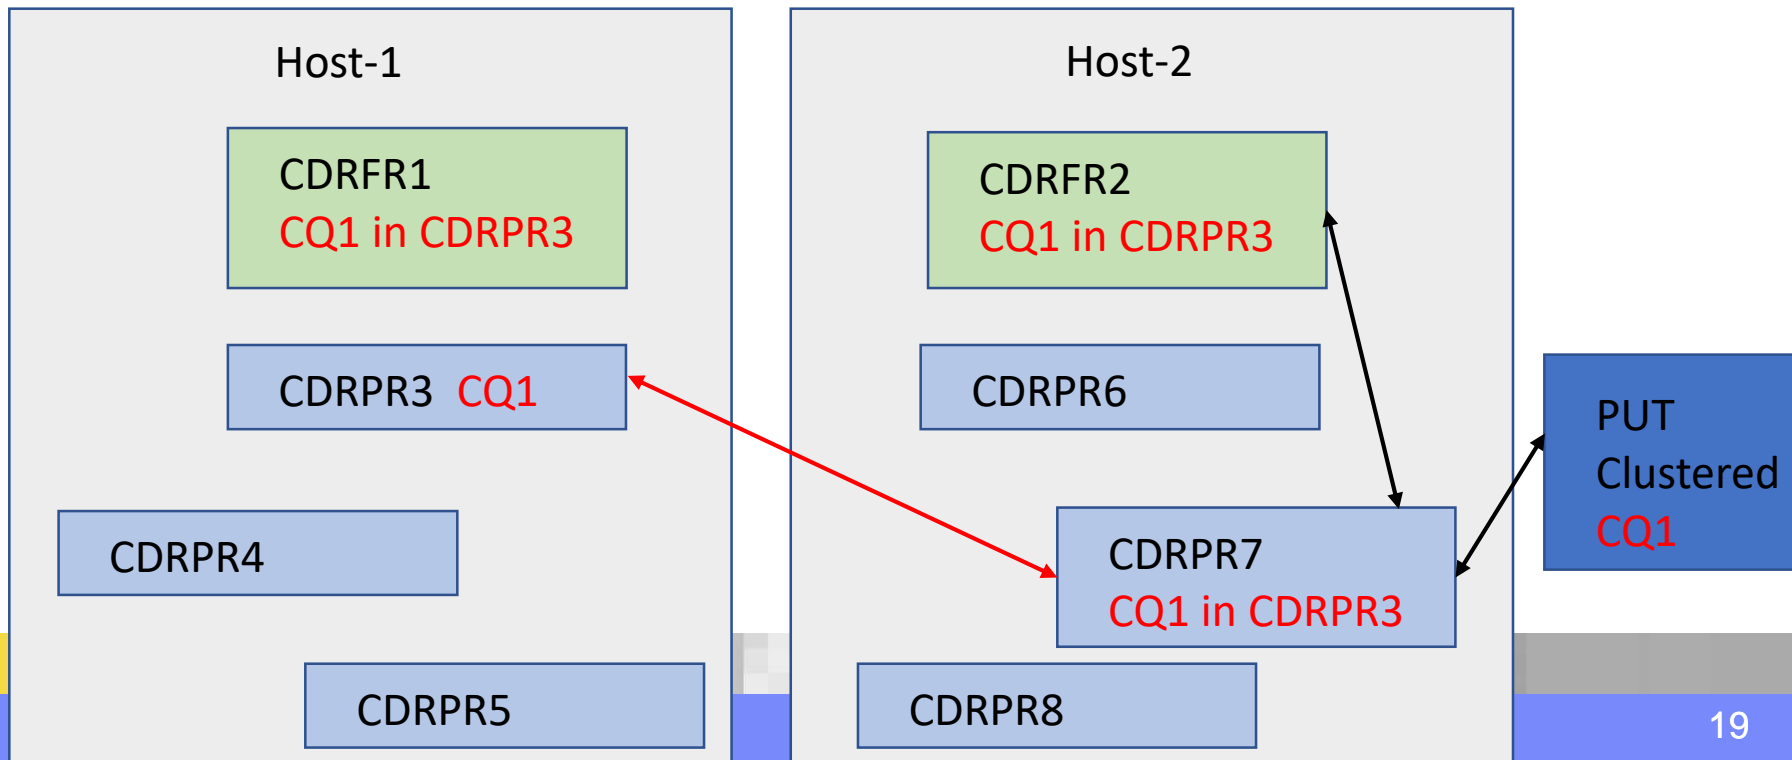 Host-1
CDRFR1
CQ1 in CDRPR3
CDRPR3 CQ1
CDRPR4
CDRPR5
Host-2
CDRFR2
CQ1 in CDRPR3
CDRPR6
CDRPR7
CQ1 in CDRPR3
CDRPR8
PUT
Clustered
CQ1
19